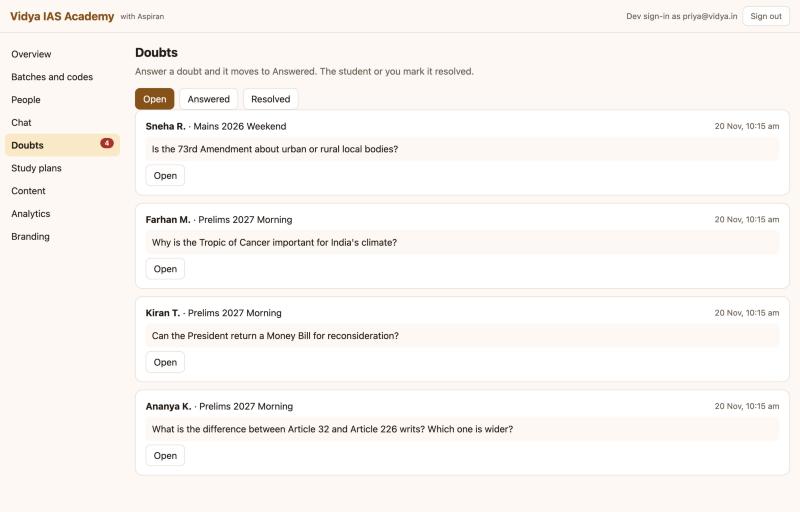 Vidya IAS Academy with Aspiran
Dev sign-in as priya@vidya.in Sign out
Overview
Batches and codes
People
Chat
Doubts 4
Study plans
Content
Analytics
Branding
Doubts
Answer a doubt and it moves to Answered. The student or you mark it resolved.
Open Answered Resolved
Sneha R. · Mains 2026 Weekend 20 Nov, 10:15 am
Is the 73rd Amendment about urban or rural local bodies?
Open
Farhan M. · Prelims 2027 Morning 20 Nov, 10:15 am
Why is the Tropic of Cancer important for India's climate?
Open
Kiran T. · Prelims 2027 Morning 20 Nov, 10:15 am
Can the President return a Money Bill for reconsideration?
Open
Ananya K. · Prelims 2027 Morning 20 Nov, 10:15 am
What is the difference between Article 32 and Article 226 writs? Which one is wider?
Open